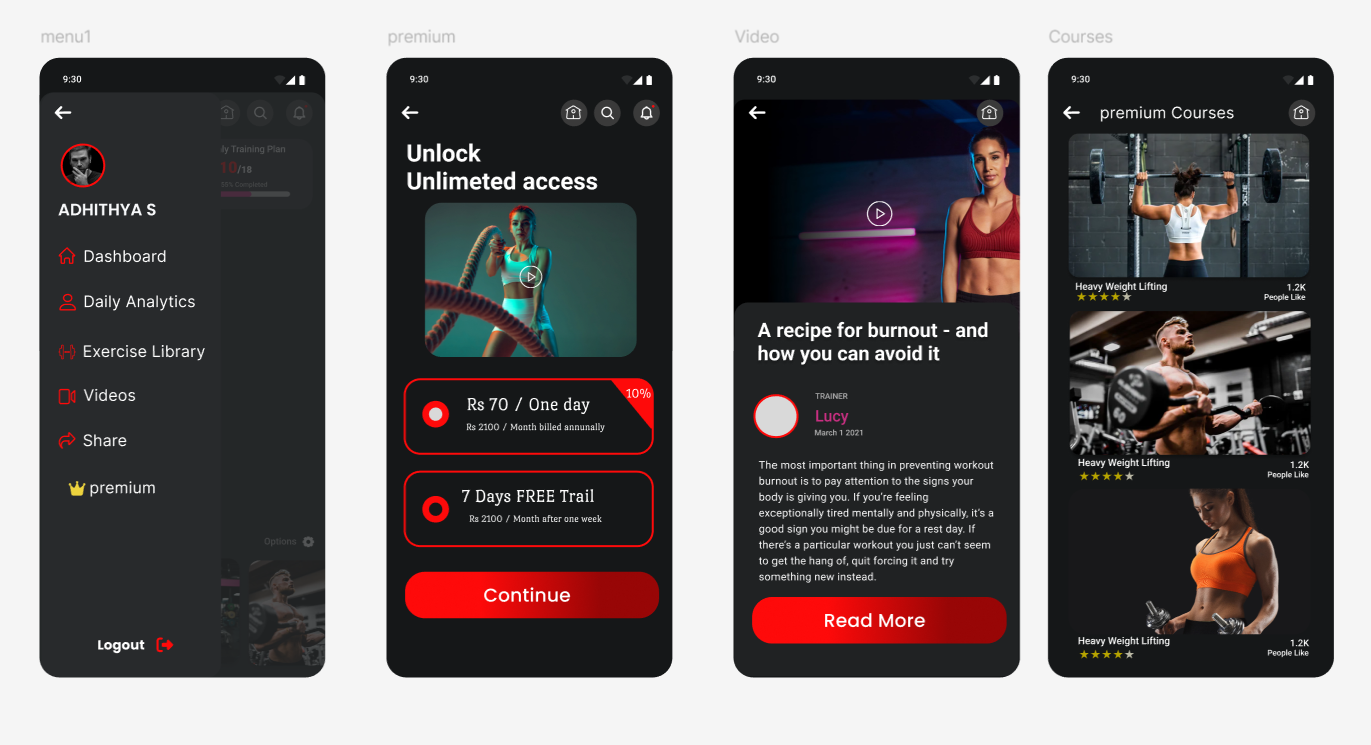 menu1
9:30
My Training Plan
10/18
Completed
ADHITHYA S
Dashboard
Daily Analytics
Exercise Library
Videos
Share
premium
Options
Logout
premium
9:30
Unlock
Unlimeted access
10%
Rs 70 / One day
Rs 2100 / Month billed annunally
7 Days FREE Trail
Rs 2100 / Month after one week
Continue
Video
9:30
A recipe for burnout - and
how you can avoid it
TRAINER
Lucy
March 1 2021
The most important thing in preventing workout
burnout is to pay attention to the signs your
body is giving you. If you're feeling
exceptionally tired mentally and physically, it's a
good sign you might be due for a rest day. If
there's a particular workout you just can't seem
to get the hang of, quit forcing it and try
something new instead.
Read More
Courses
9:30
premium Courses
Heavy Weight Lifting
1.2K
People Like
Heavy Weight Lifting
1.2K
People Like
Heavy Weight Lifting
1.2K
People Like